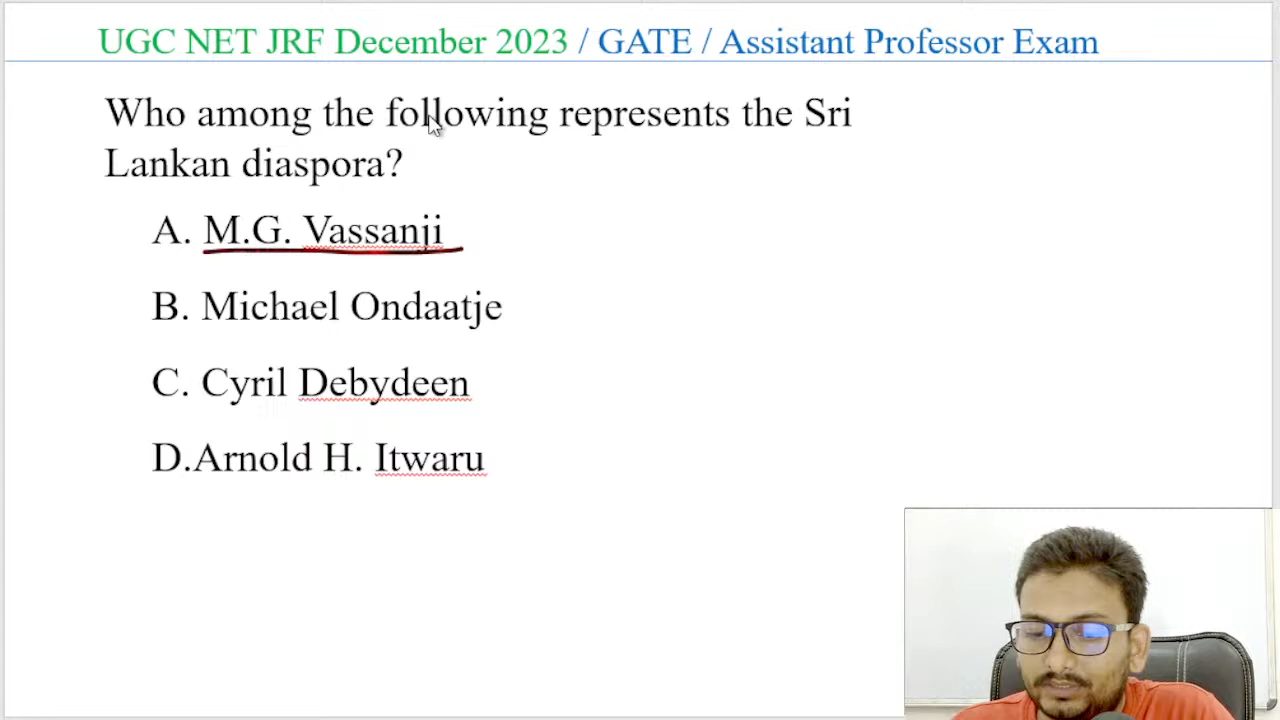 UGC NET JRF December 2023 / GATE / Assistant Professor Exam
Who among the following represents the Sri
Lankan diaspora?
A. M.G. Vassanji
B. Michael Ondaatje
C. Cyril Debydeen
D.Arnold H. Itwaru